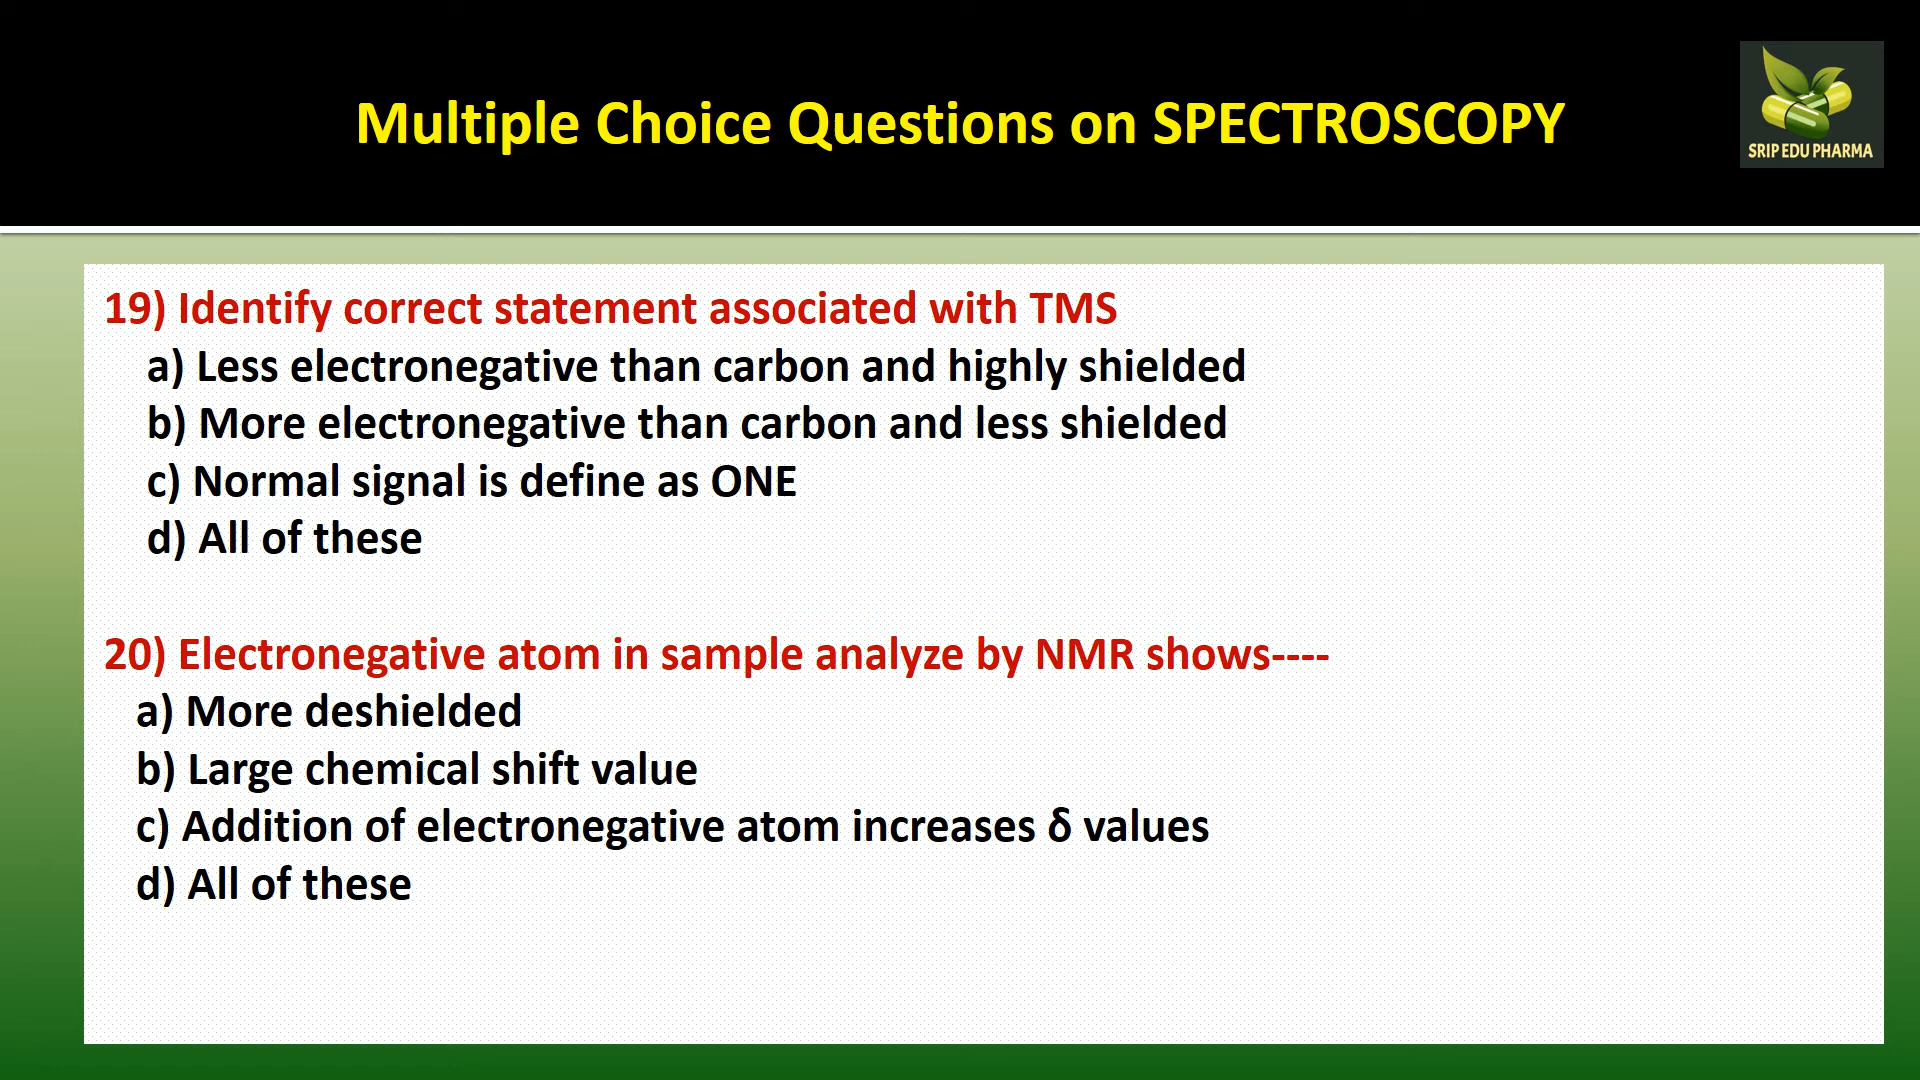 Multiple Choice Questions on SPECTROSCOPY
SRIP EDU PHARMA
19) Identify correct statement associated with TMS
a) Less electronegative than carbon and highly shielded
b) More electronegative than carbon and less shielded
c) Normal signal is define as ONE
d) All of these
20) Electronegative atom in sample analyze by NMR shows----
a) More deshielded
b) Large chemical shift value
c) Addition of electronegative atom increases δ values
d) All of these